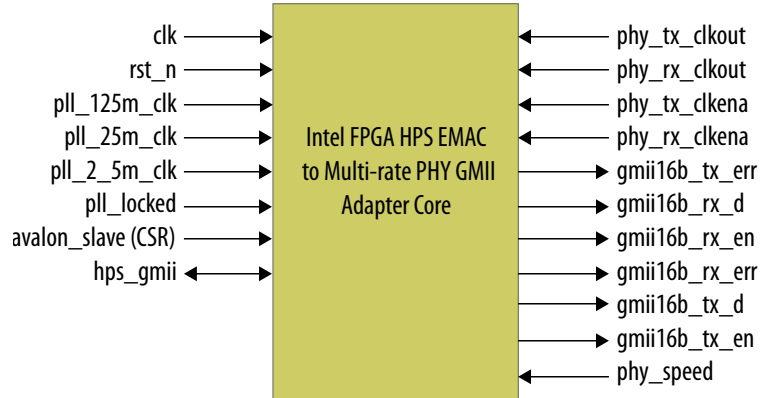 clk
rst_n
pll_125m_clk
pll_25m_clk
pll_2_5m_clk
pll_locked
avalon_slave (CSR)
hps_gmii
Intel FPGA HPS EMAC
to Multi-rate PHY GMII
Adapter Core
phy_tx_clkout
phy_rx_clkout
phy_tx_clkena
phy_rx_clkena
gmii16b_tx_err
gmii16b_rx_d
gmii16b_rx_en
gmii16b_rx_err
gmii16b_tx_d
gmii16b_tx_en
phy_speed